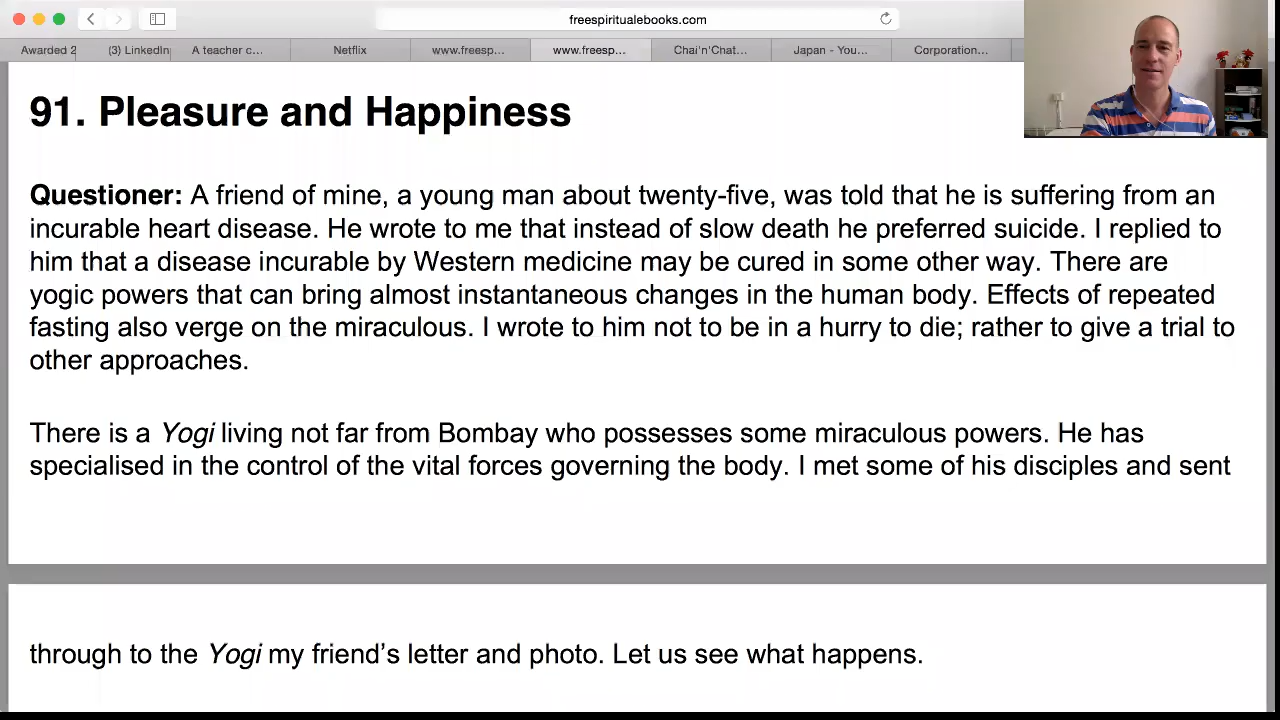 freespiritualebooks.com
Awarded 2
(3) LinkedIn
A teacher c...
Netflix
www.freesp...
www.freesp...
Chai'n'Chat...
Japan - You...
Corporation...
91. Pleasure and Happiness
Questioner: A friend of mine, a young man about twenty-five, was told that he is suffering from an
incurable heart disease. He wrote to me that instead of slow death he preferred suicide. I replied to
him that a disease incurable by Western medicine may be cured in some other way. There are
yogic powers that can bring almost instantaneous changes in the human body. Effects of repeated
fasting also verge on the miraculous. I wrote to him not to be in a hurry to die; rather to give a trial to
other approaches.
There is a Yogi living not far from Bombay who possesses some miraculous powers. He has
specialised in the control of the vital forces governing the body. I met some of his disciples and sent
through to the Yogi my friend’s letter and photo. Let us see what happens.